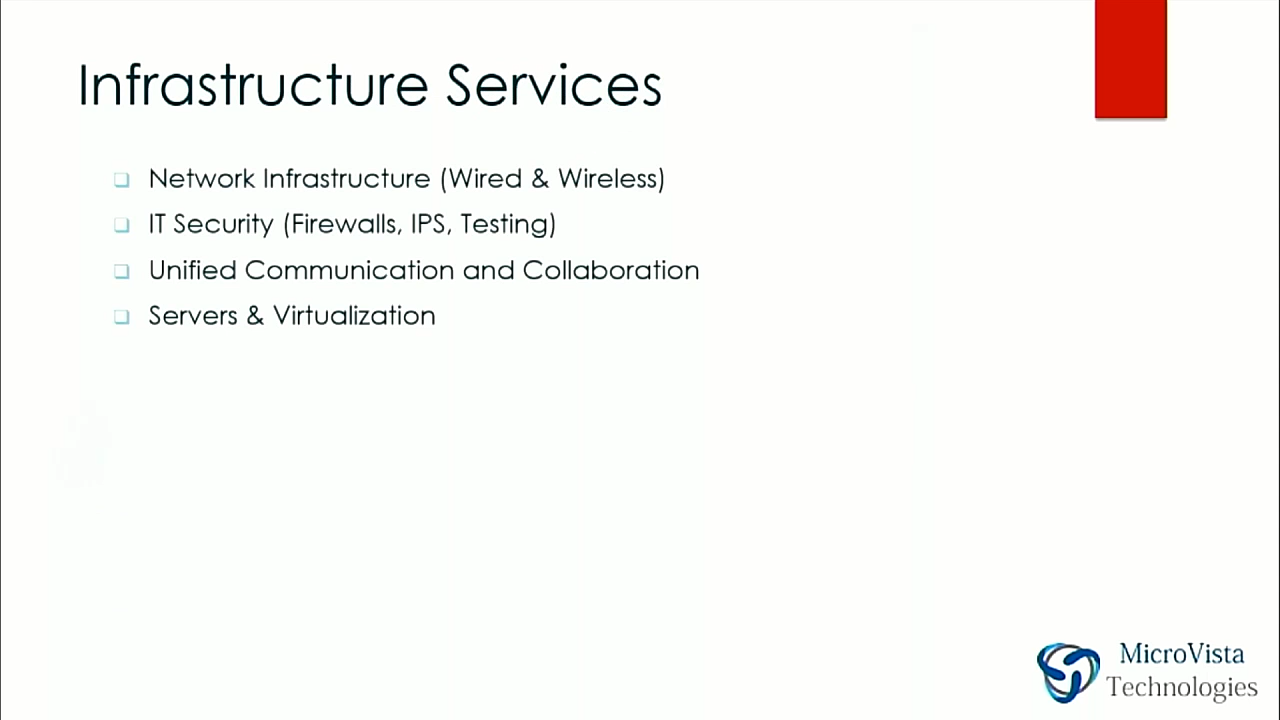 Infrastructure Services
Network Infrastructure (Wired & Wireless)
IT Security (Firewalls, IPS, Testing)
Unified Communication and Collaboration
Servers & Virtualization
MicroVista
Technologies